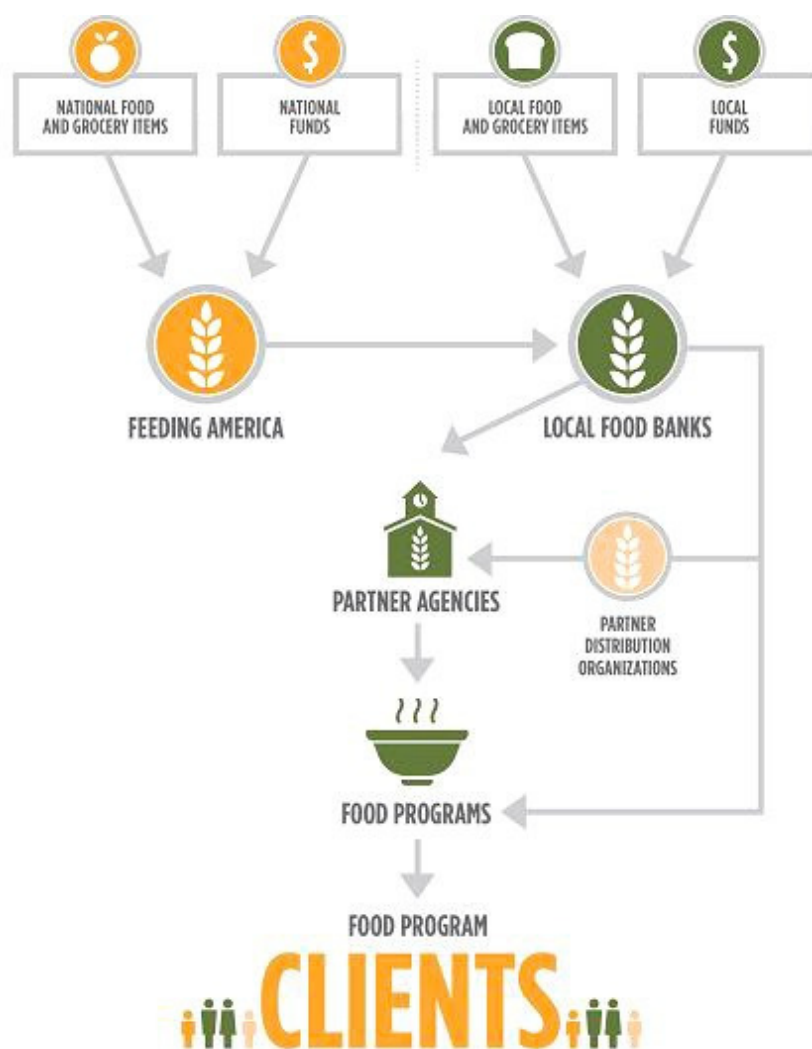 NATIONAL FOOD
AND GROCERY ITEMS
$
NATIONAL
FUNDS
LOCAL FOOD
AND GROCERY ITEMS
$
LOCAL
FUNDS
FEEDING AMERICA
LOCAL FOOD BANKS
PARTNER AGENCIES
PARTNER
DISTRIBUTION
ORGANIZATIONS
FOOD PROGRAMS
FOOD PROGRAM
CLIENTS